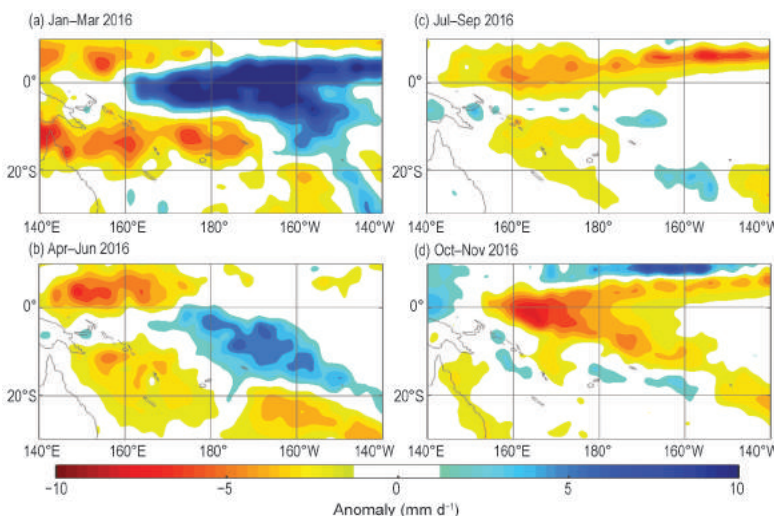 (a) Jan–Mar 2016
(c) Jul–Sep 2016
0°
0°
20°S
20°S
140°E 160°E 180° 160°W 140°W
140°E 160°E 180° 160°W 140°W
(b) Apr–Jun 2016
(d) Oct–Nov 2016
0°
0°
20°S
20°S
140°E 160°E 180° 160°W 140°W
140°E 160°E 180° 160°W 140°W
−10 −5 0 5 10
Anomaly (mm d⁻¹)